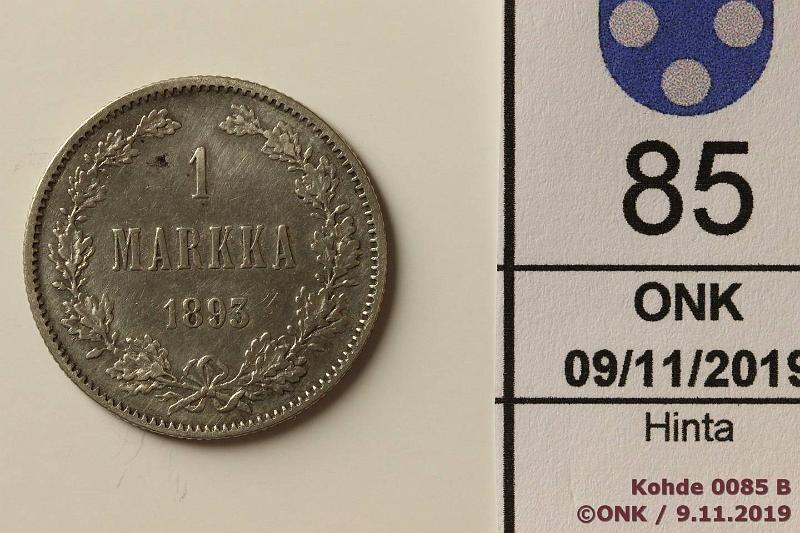 1
MARKKA
1893
85
ONK
09/11/2019
Hinta
Kohde 0085 B
©ONK / 9.11.2019